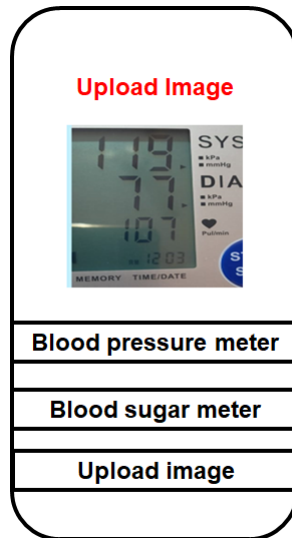 Upload Image
119
SYS
kPa
mmHg
77
DIA
kPa
mmHg
107
Pul/min
12:03
MEMORY TIME/DATE
Blood pressure meter
Blood sugar meter
Upload image